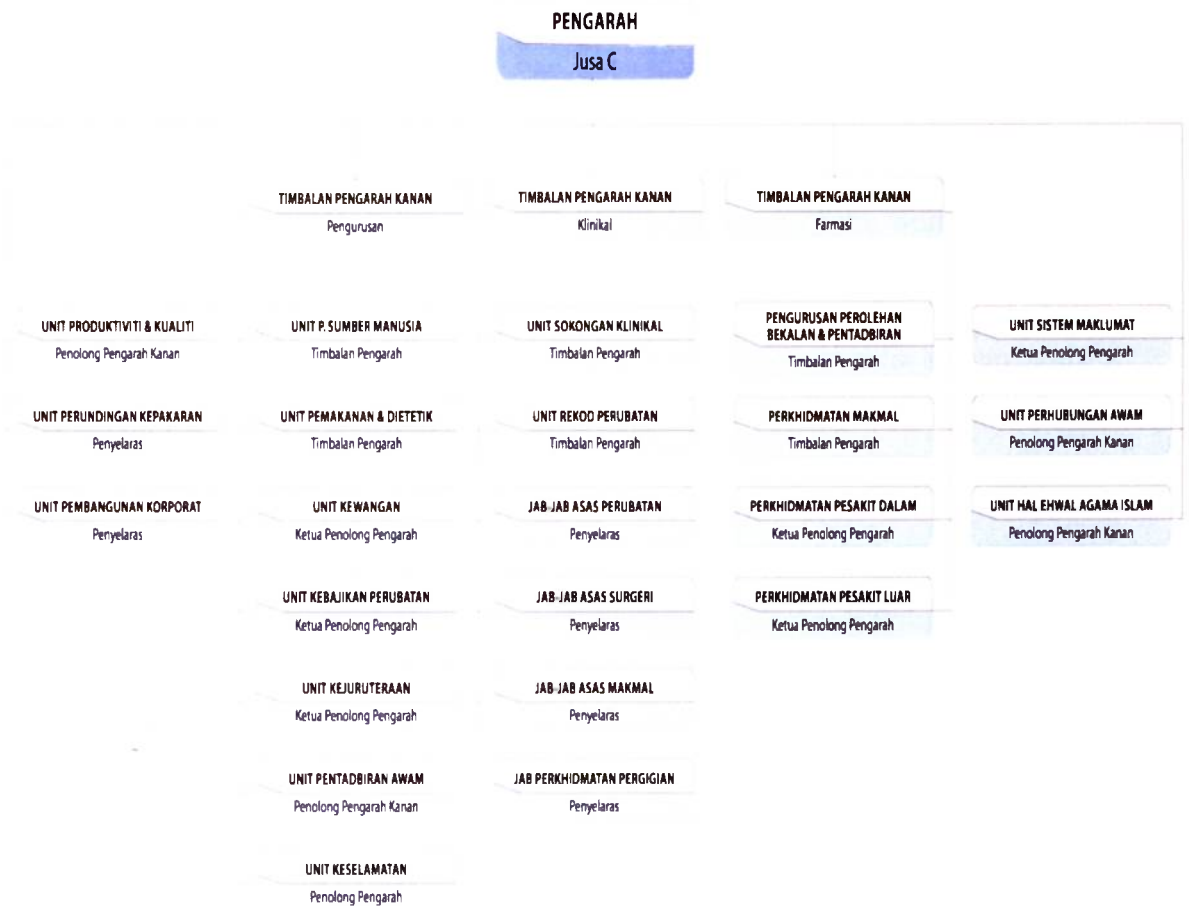 PENGARAH
Jusa C
TIMBALAN PENGARAH KANAN
Pengurusan
TIMBALAN PENGARAH KANAN
Klinikal
TIMBALAN PENGARAH KANAN
Farmasi
UNIT PRODUKTIVITI & KUALITI
Penolong Pengarah Kanan
UNIT P. SUMBER MANUSIA
Timbalan Pengarah
UNIT SOKONGAN KLINIKAL
Timbalan Pengarah
PENGURUSAN PEROLEHAN
BEKALAN & PENTADBIRAN
Timbalan Pengarah
UNIT SISTEM MAKLUMAT
Ketua Penolong Pengarah
UNIT PERUNDINGAN KEPAKARAN
Penyelaras
UNIT PEMAKANAN & DIETETIK
Timbalan Pengarah
UNIT REKOD PERUBATAN
Timbalan Pengarah
PERKHIDMATAN MAKMAL
Timbalan Pengarah
UNIT PERHUBUNGAN AWAM
Penolong Pengarah Kanan
UNIT PEMBANGUNAN KORPORAT
Penyelaras
UNIT KEWANGAN
Ketua Penolong Pengarah
JAB-JAB ASAS PERUBATAN
Penyelaras
PERKHIDMATAN PESAKIT DALAM
Ketua Penolong Pengarah
UNIT HAL EHWAL AGAMA ISLAM
Penolong Pengarah Kanan
UNIT KEBAJIKAN PERUBATAN
Ketua Penolong Pengarah
JAB-JAB ASAS SURGERI
Penyelaras
PERKHIDMATAN PESAKIT LUAR
Ketua Penolong Pengarah
UNIT KEJURUTERAAN
Ketua Penolong Pengarah
JAB-JAB ASAS MAKMAL
Penyelaras
UNIT PENTADBIRAN AWAM
Penolong Pengarah Kanan
JAB PERKHIDMATAN PERGIGIAN
Penyelaras
UNIT KESELAMATAN
Penolong Pengarah